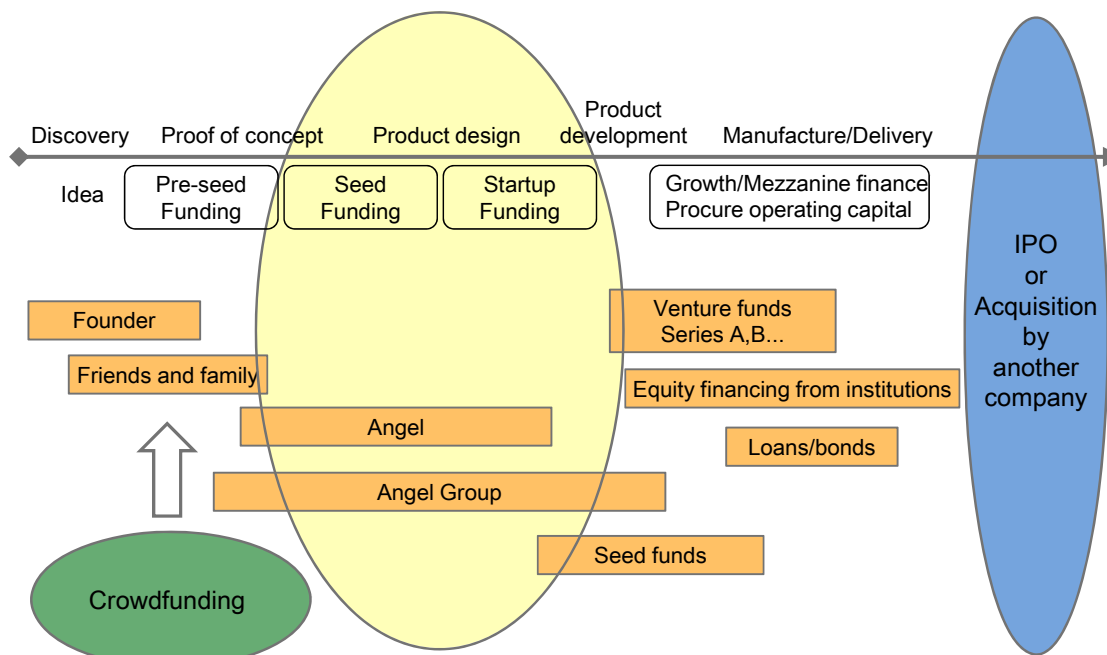 Discovery
Proof of concept
Product design
Product
development
Manufacture/Delivery
Idea
Pre-seed
Funding
Seed
Funding
Startup
Funding
Growth/Mezzanine finance
Procure operating capital
IPO
or
Acquisition
by
another
company
Founder
Venture funds
Series A,B...
Friends and family
Equity financing from institutions
Angel
Loans/bonds
Angel Group
Seed funds
Crowdfunding